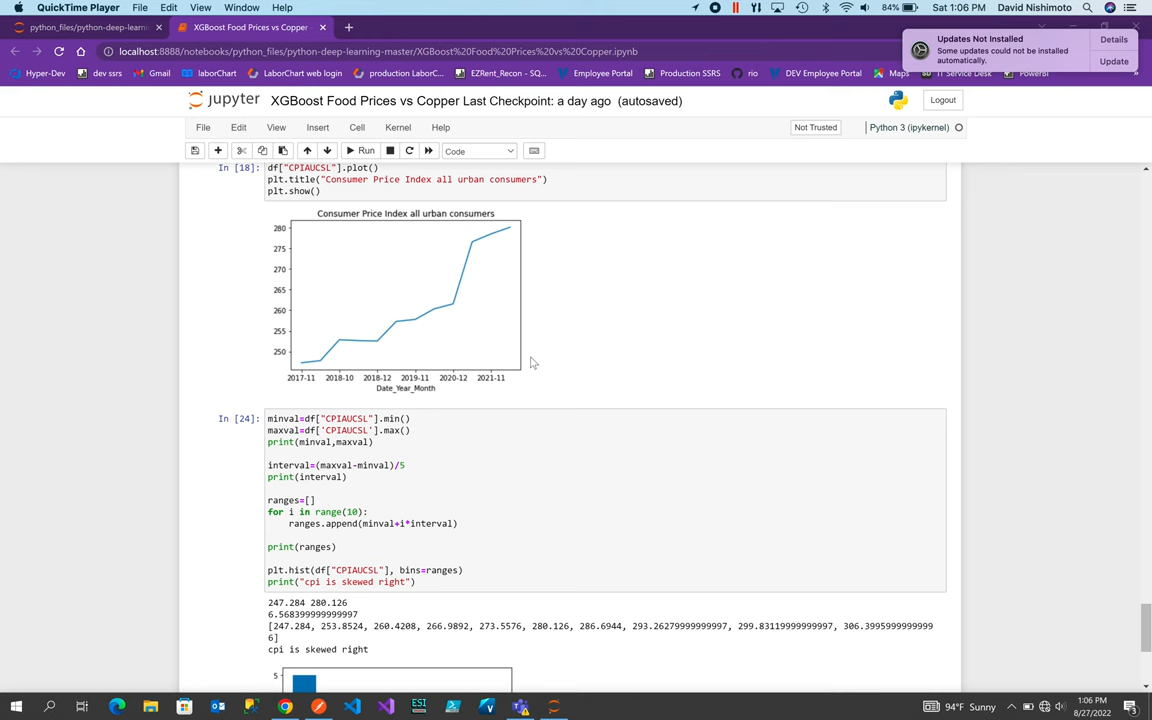 QuickTime Player File Edit View Window Help 84% Sat 1:06 PM David Nishimoto
python_files/python-deep-learni XGBoost Food Prices vs Copper -
localhost:8888/notebooks/python_files/python-deep-learning-master/XGBoost%20Food%20Prices%20vs%20Copper.ipynb
Updates Not Installed
Some updates could not be installed
automatically.
Details
Update
Hyper-Dev dev ssrs Gmail laborChart LaborChart web login production LaborC... EZRent_Recon - SQ... Employee Portal Production SSRS rio DEV Employee Portal Maps SD IT Service Desk PowerBI
jupyter XGBoost Food Prices vs Copper Last Checkpoint: a day ago (autosaved) Logout
File Edit View Insert Cell Kernel Help Not Trusted Python 3 (ipykernel)
Run Code
In [18]: df["CPIAUCSL"].plot()
plt.title("Consumer Price Index all urban consumers")
plt.show()
Consumer Price Index all urban consumers
280
275
270
265
260
255
250
2017-11 2018-10 2018-12 2019-11 2020-12 2021-11
Date_Year_Month
In [24]: minval=df["CPIAUCSL"].min()
maxval=df['CPIAUCSL'].max()
print(minval,maxval)
interval=(maxval-minval)/5
print(interval)
ranges=[]
for i in range(10):
ranges.append(minval+i*interval)
print(ranges)
plt.hist(df["CPIAUCSL"], bins=ranges)
print("cpi is skewed right")
247.284 280.126
6.568399999999997
[247.284, 253.8524, 260.4208, 266.9892, 273.5576, 280.126, 286.6944, 293.26279999999997, 299.83119999999997, 306.3995999999999
6]
cpi is skewed right
5
ESI
94°F Sunny 1:06 PM
8/27/2022
3